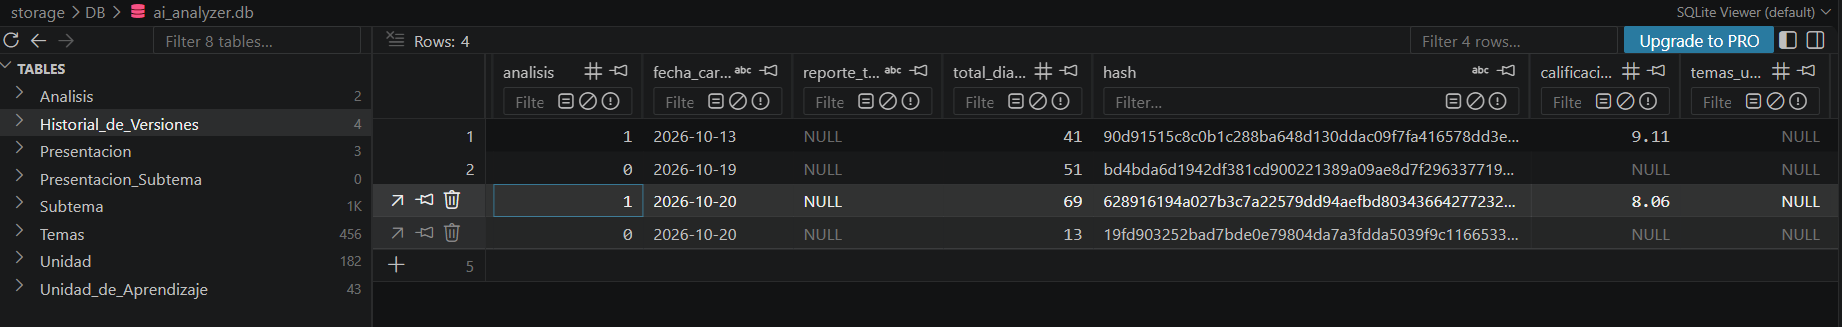 storage > DB > ai_analyzer.db
SQLite Viewer (default)
Filter 8 tables...
Rows: 4
Filter 4 rows...
Upgrade to PRO
TABLES
Analisis 2
Historial_de_Versiones 4
Presentacion 3
Presentacion_Subtema 0
Subtema 1K
Temas 456
Unidad 182
Unidad_de_Aprendizaje 43
analisis fecha_car... abc reporte_t... abc total_dia... hash abc calificaci... temas_u...
Filte Filte Filte Filte Filter... Filte Filte
1 1 2026-10-13 NULL 41 90d91515c8c0b1c288ba648d130ddac09f7fa416578dd3e... 9.11 NULL
2 0 2026-10-19 NULL 51 bd4bda6d1942df381cd900221389a09ae8d7f296337719... NULL NULL
1 2026-10-20 NULL 69 628916194a027b3c7a22579dd94aefbd80343664277232... 8.06 NULL
0 2026-10-20 NULL 13 19fd903252bad7bde0e79804da7a3fdda5039f9c1166533... NULL NULL
5